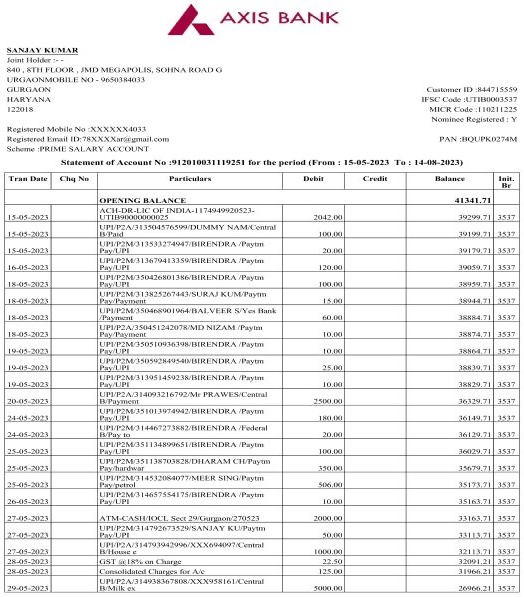 AXIS BANK
SANJAY KUMAR
Joint Holder :- -
840 , 8TH FLOOR , JMD MEGAPOLIS, SOHNA ROAD G
URGAONMOBILE NO - 9650384033
GURGAON Customer ID :844715559
HARYANA IFSC Code :UTIB0003537
122018 MICR Code :110211225
Nominee Registered : Y
Registered Mobile No :XXXXXX4033
Registered Email ID:78XXXXar@gmail.com PAN :BQUPK0274M
Scheme :PRIME SALARY ACCOUNT
Statement of Account No :912010031119251 for the period (From : 15-05-2023 To : 14-08-2023)
Tran Date Chq No Particulars Debit Credit Balance Init.
Br
OPENING BALANCE 41341.71
ACH-DR-LIC OF INDIA-1174949920523-
15-05-2023 UTIB90000000025 2042.00 39299.71 3537
UPI/P2A/313504576599/DUMMY NAM/Central
15-05-2023 B/Paid 100.00 39199.71 3537
UPI/P2M/313533274947/BIRENDRA /Paytm
15-05-2023 Pay/UPI 20.00 39179.71 3537
UPI/P2M/313679413359/BIRENDRA /Paytm
16-05-2023 Pay/UPI 120.00 39059.71 3537
UPI/P2M/350426801386/BIRENDRA /Paytm
18-05-2023 Pay/UPI 100.00 38959.71 3537
UPI/P2M/313825267443/SURAJ KUM/Paytm
18-05-2023 Pay/Payment 15.00 38944.71 3537
UPI/P2M/350468901964/BALVEER S/Yes Bank
18-05-2023 /Payment 60.00 38884.71 3537
UPI/P2A/350451242078/MD NIZAM /Paytm
18-05-2023 Pay/Payment 10.00 38874.71 3537
UPI/P2M/350510936398/BIRENDRA /Paytm
19-05-2023 Pay/UPI 10.00 38864.71 3537
UPI/P2M/350592849540/BIRENDRA /Paytm
19-05-2023 Pay/UPI 25.00 38839.71 3537
UPI/P2M/313951459238/BIRENDRA /Paytm
19-05-2023 Pay/UPI 10.00 38829.71 3537
UPI/P2A/314093216792/Mr PRAWES/Central
20-05-2023 B/Payment 2500.00 36329.71 3537
UPI/P2M/351013974942/BIRENDRA /Paytm
24-05-2023 Pay/UPI 180.00 36149.71 3537
UPI/P2M/314467273882/BIRENDRA /Federal
24-05-2023 B/Pay to 20.00 36129.71 3537
UPI/P2M/351134899651/BIRENDRA /Paytm
25-05-2023 Pay/UPI 100.00 36029.71 3537
UPI/P2M/351138703828/DHARAM CH/Paytm
25-05-2023 Pay/hardwar 350.00 35679.71 3537
UPI/P2M/314532084077/MEER SING/Paytm
25-05-2023 Pay/petrol 506.00 35173.71 3537
UPI/P2M/314657554175/BIRENDRA /Paytm
26-05-2023 Pay/UPI 10.00 35163.71 3537
27-05-2023 ATM-CASH/IOCL Sect 29/Gurgaon/270523 2000.00 33163.71 3537
UPI/P2M/314792673529/SANJAY KU/Paytm
27-05-2023 Pay/UPI 50.00 33113.71 3537
UPI/P2A/314793942996/XXX694097/Central
27-05-2023 B/House e 1000.00 32113.71 3537
28-05-2023 GST @18% on Charge 22.50 32091.21 3537
28-05-2023 Consolidated Charges for A/c 125.00 31966.21 3537
UPI/P2A/314938367808/XXX958161/Central
29-05-2023 B/Milk ex 5000.00 26966.21 3537